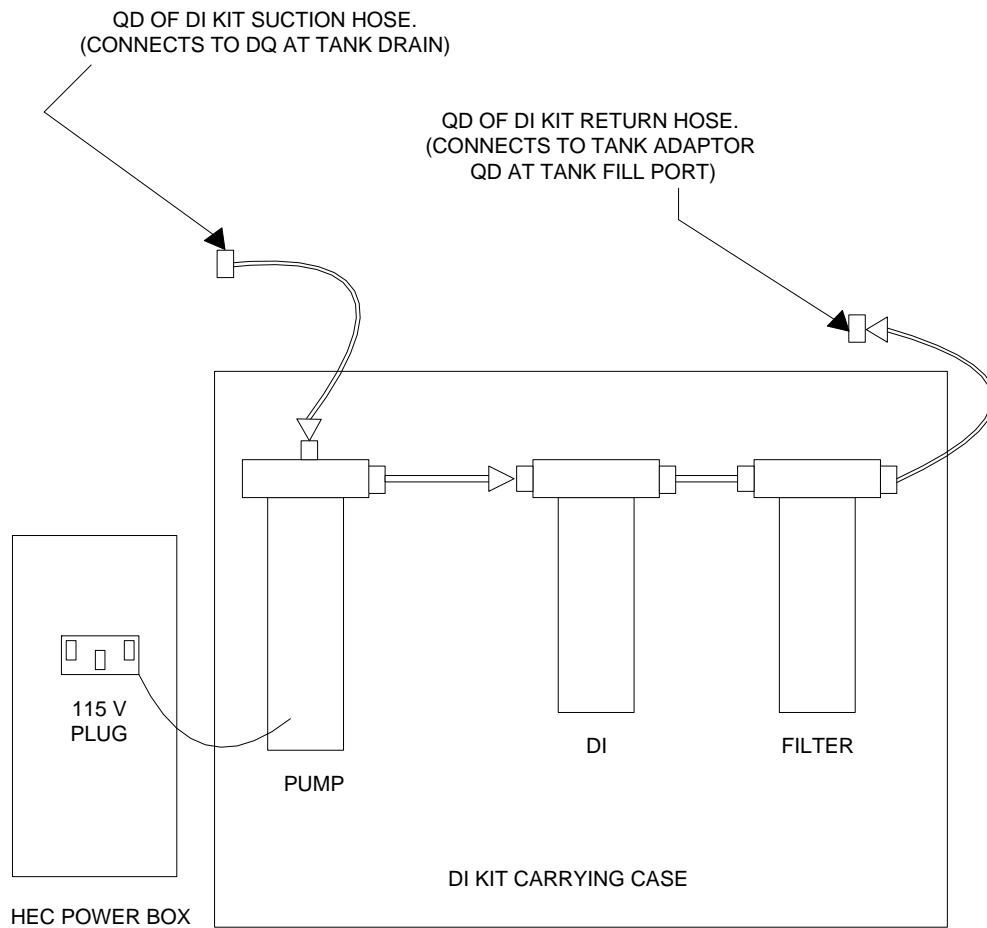 QD OF DI KIT SUCTION HOSE.
(CONNECTS TO DQ AT TANK DRAIN)
QD OF DI KIT RETURN HOSE.
(CONNECTS TO TANK ADAPTOR
QD AT TANK FILL PORT)
115 V
PLUG
DI
FILTER
PUMP
DI KIT CARRYING CASE
HEC POWER BOX